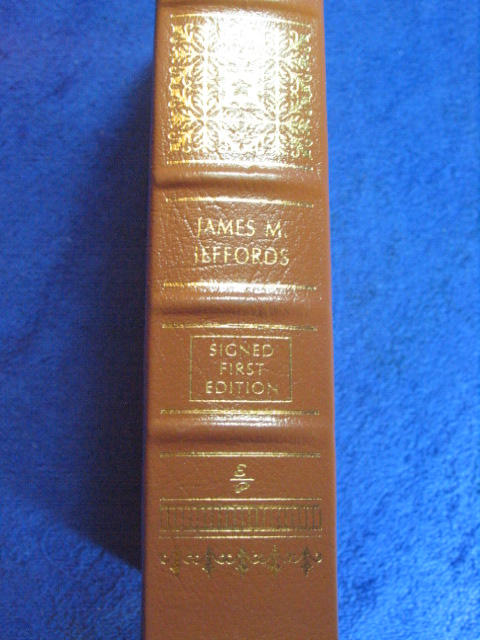 JAMES M.
JEFFORDS
SIGNED
FIRST
EDITION
E
P